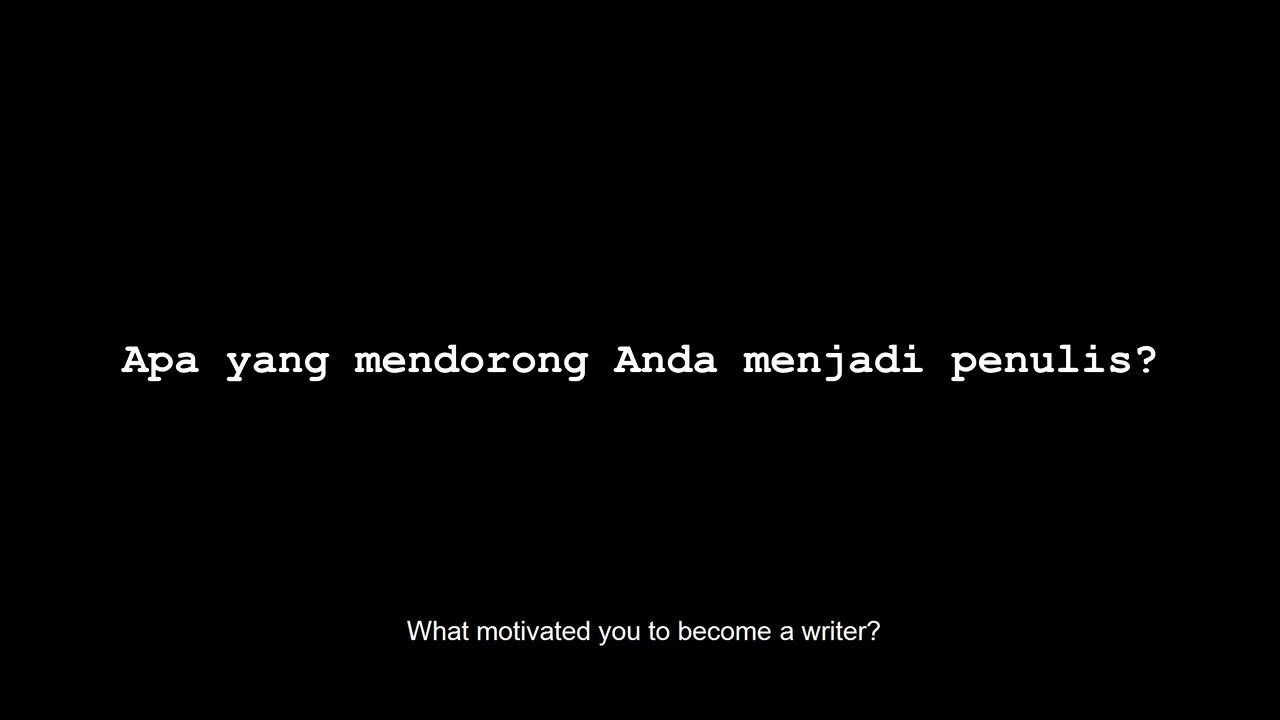 Apa yang mendorong Anda menjadi penulis?
What motivated you to become a writer?